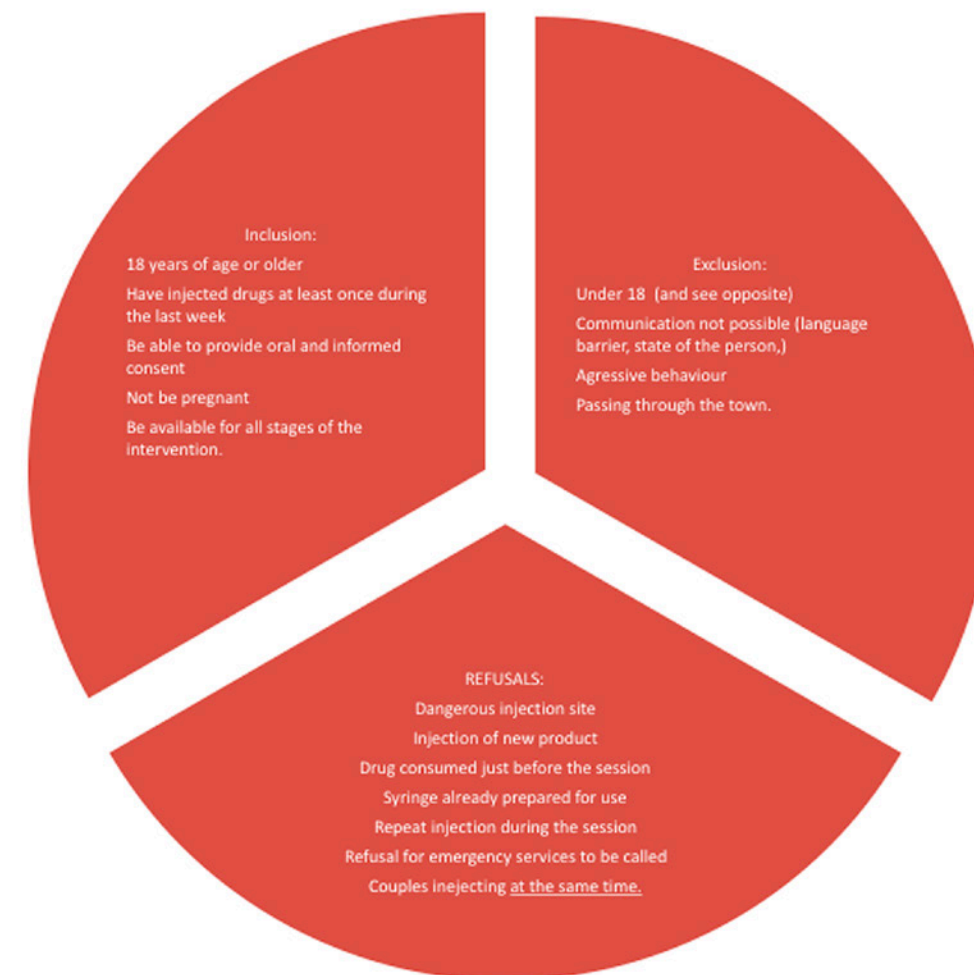 Inclusion:
18 years of age or older
Have injected drugs at least once during
the last week
Be able to provide oral and informed
consent
Not be pregnant
Be available for all stages of the
intervention.
Exclusion:
Under 18 (and see opposite)
Communication not possible (language
barrier, state of the person,)
Agressive behaviour
Passing through the town.
REFUSALS:
Dangerous injection site
Injection of new product
Drug consumed just before the session
Syringe already prepared for use
Repeat injection during the session
Refusal for emergency services to be called
Couples inejecting at the same time.